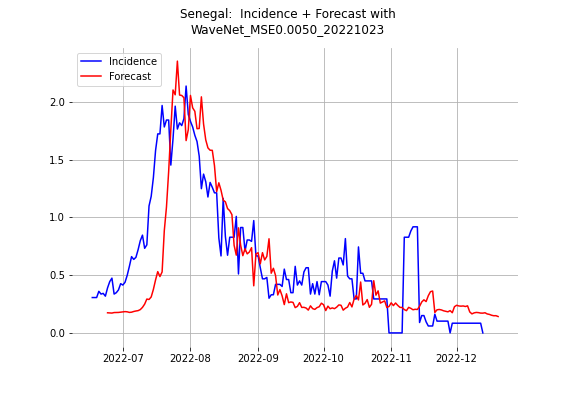 Senegal:  Incidence + Forecast with
WaveNet_MSE0.0050_20221023
Incidence
Forecast
2.0
1.5
1.0
0.5
0.0
2022-07 2022-08 2022-09 2022-10 2022-11 2022-12